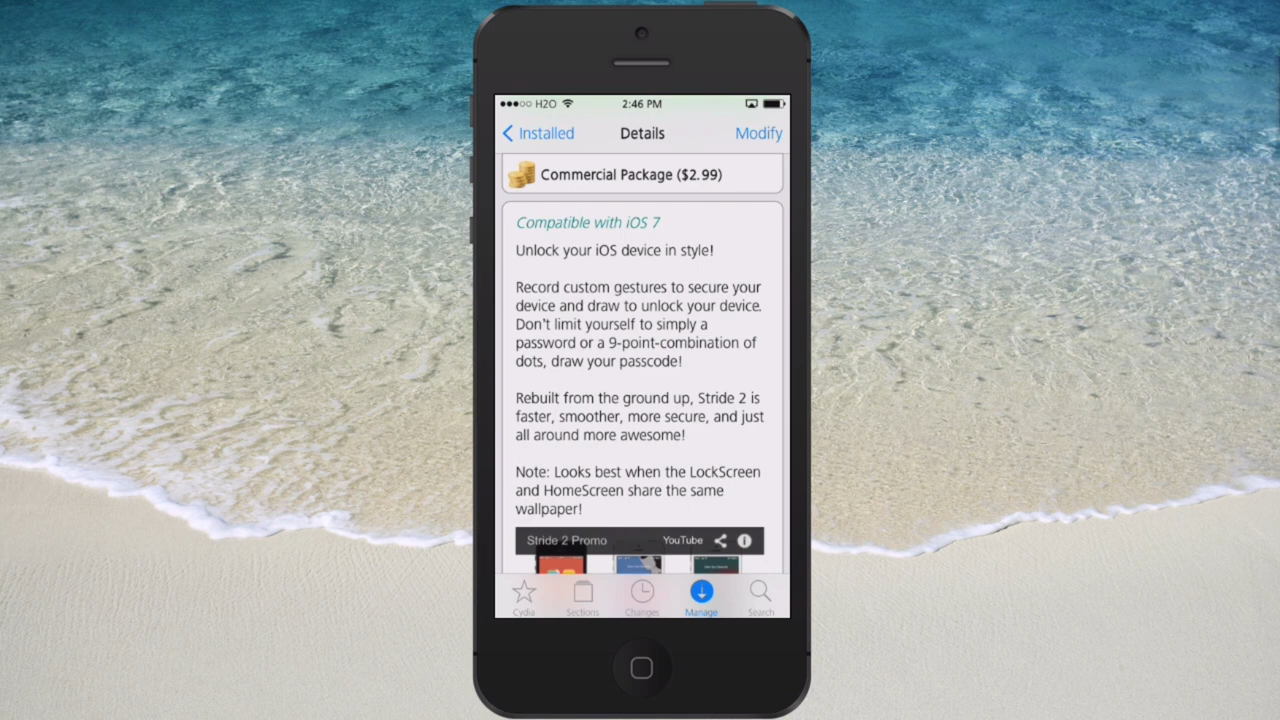 H2O 2:46 PM
Installed Details Modify
Commercial Package ($2.99)
Compatible with iOS 7
Unlock your iOS device in style!
Record custom gestures to secure your
device and draw to unlock your device.
Don't limit yourself to simply a
password or a 9-point-combination of
dots, draw your passcode!
Rebuilt from the ground up, Stride 2 is
faster, smoother, more secure, and just
all around more awesome!
Note: Looks best when the LockScreen
and HomeScreen share the same
wallpaper!
Stride 2 Promo YouTube
Cydia Sections Changes Manage Search